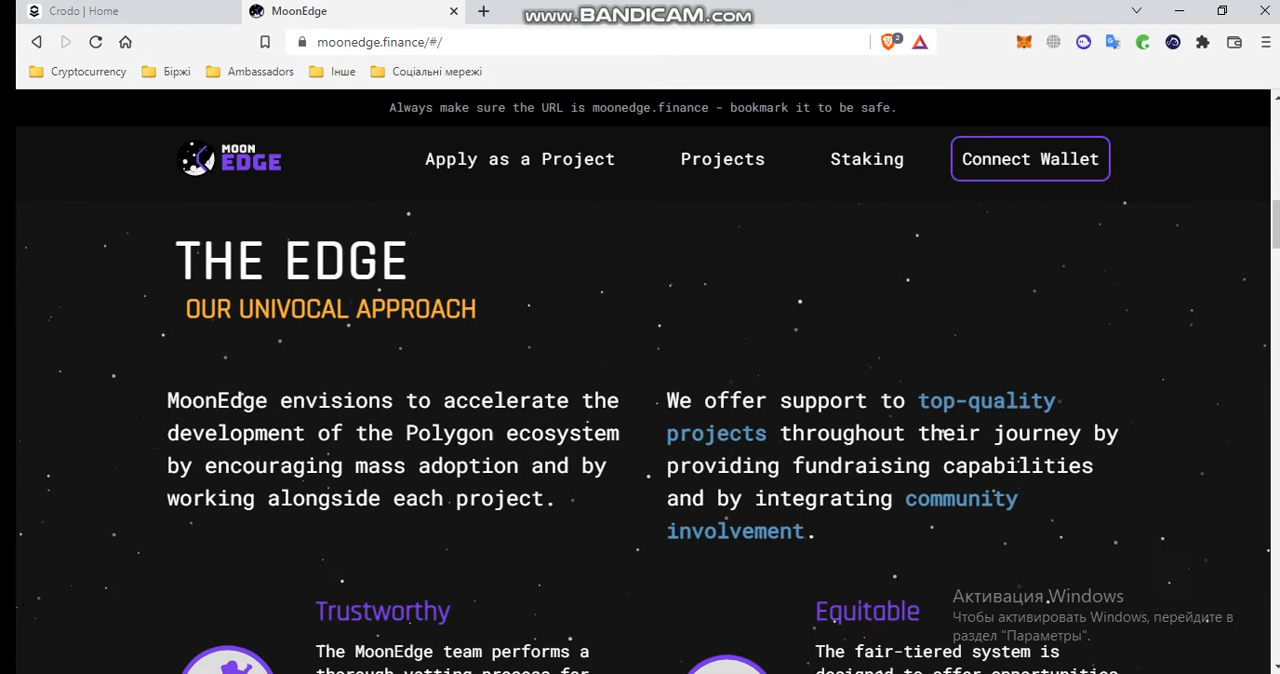 Crodo | Home
MoonEdge
WWW.BANDICAM.COM
moonedge.finance/#/
2
Cryptocurrency
Біржі
Ambassadors
Інше
Соціальні мережі
Always make sure the URL is moonedge.finance - bookmark it to be safe.
MOON
EDGE
Apply as a Project
Projects
Staking
Connect Wallet
THE EDGE
OUR UNIVOCAL APPROACH
MoonEdge envisions to accelerate the
development of the Polygon ecosystem
by encouraging mass adoption and by
working alongside each project.
We offer support to top-quality
projects throughout their journey by
providing fundraising capabilities
and by integrating community
involvement.
Trustworthy
The MoonEdge team performs a
thorough vetting process for
Equitable
The fair-tiered system is
designed to offer opportunities
Активация Windows
Чтобы активировать Windows, перейдите в
раздел "Параметры".